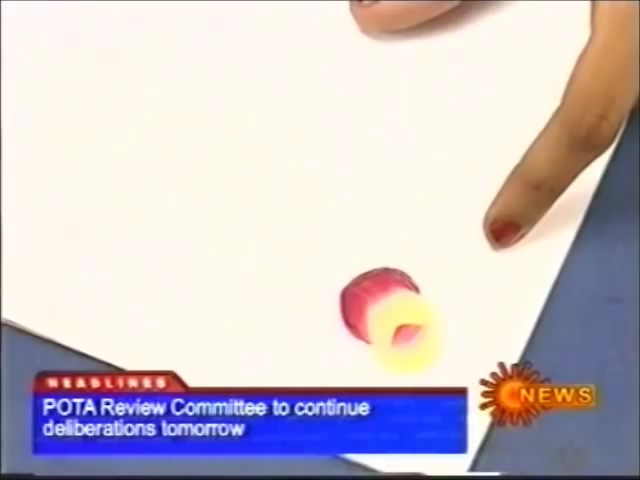 HEADLINES
POTA Review Committee to continue
deliberations tomorrow
NEWS